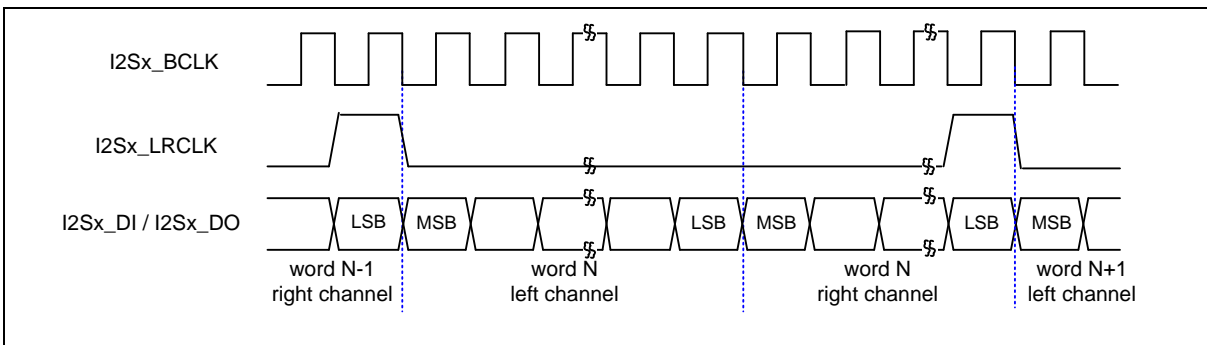 I2Sx_BCLK
I2Sx_LRCLK
I2Sx_DI / I2Sx_DO
LSB
MSB
LSB
MSB
LSB
MSB
word N-1
right channel
word N
left channel
word N
right channel
word N+1
left channel